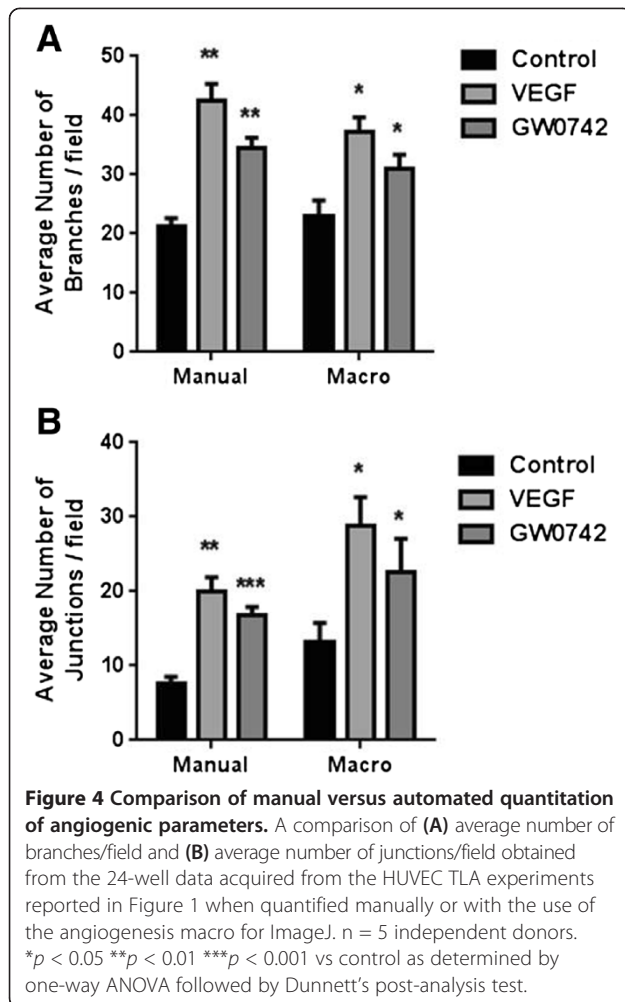 A
Average Number of
Branches / field
50
40
30
20
10
0
** ** * *
Manual Macro
Control
VEGF
GW0742
B
Average Number of
Junctions / field
40
30
20
10
0
** *** * *
Manual Macro
Control
VEGF
GW0742
Figure 4 Comparison of manual versus automated quantitation
of angiogenic parameters. A comparison of (A) average number of
branches/field and (B) average number of junctions/field obtained
from the 24-well data acquired from the HUVEC TLA experiments
reported in Figure 1 when quantified manually or with the use of
the angiogenesis macro for ImageJ. n = 5 independent donors.
*p < 0.05 **p < 0.01 ***p < 0.001 vs control as determined by
one-way ANOVA followed by Dunnett's post-analysis test.